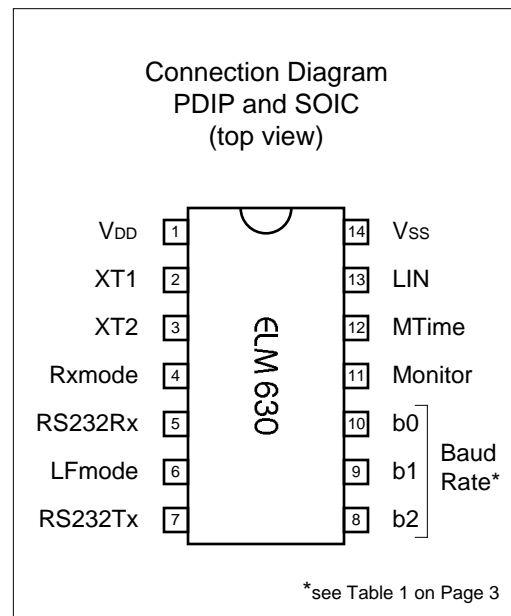 Connection Diagram
PDIP and SOIC
(top view)
VDD 1 14 VSS
XT1 2 13 LIN
XT2 3 12 MTime
Rxmode 4 11 Monitor
RS232Rx 5 10 b0
LFmode 6 9 b1
RS232Tx 7 8 b2
ELM 630
Baud
Rate*
*see Table 1 on Page 3